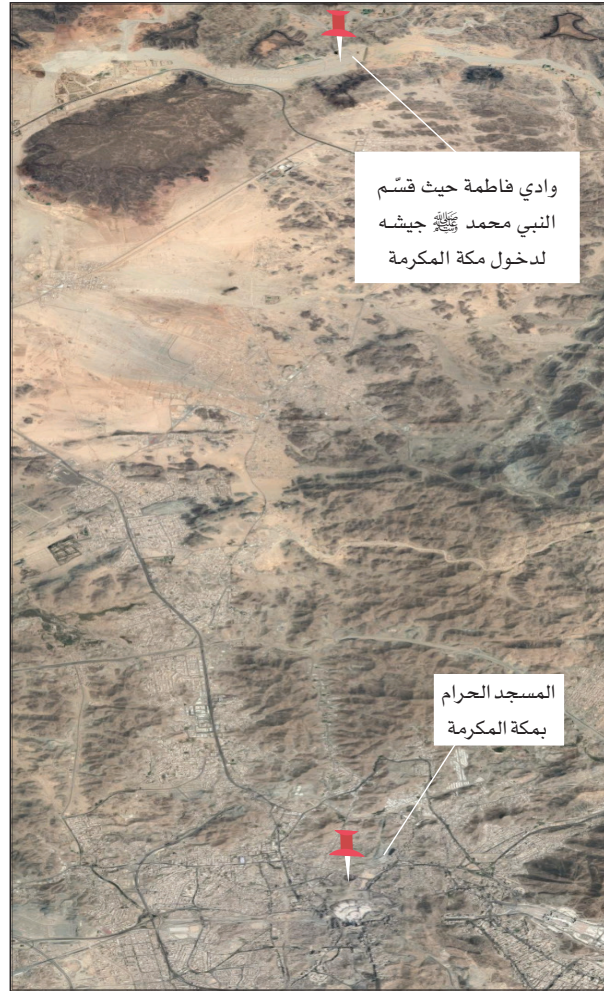 وادي فاطمة حيث قسّم
النبي محمد ﷺ جيشه
لدخول مكة المكرمة
المسجد الحرام
بمكة المكرمة